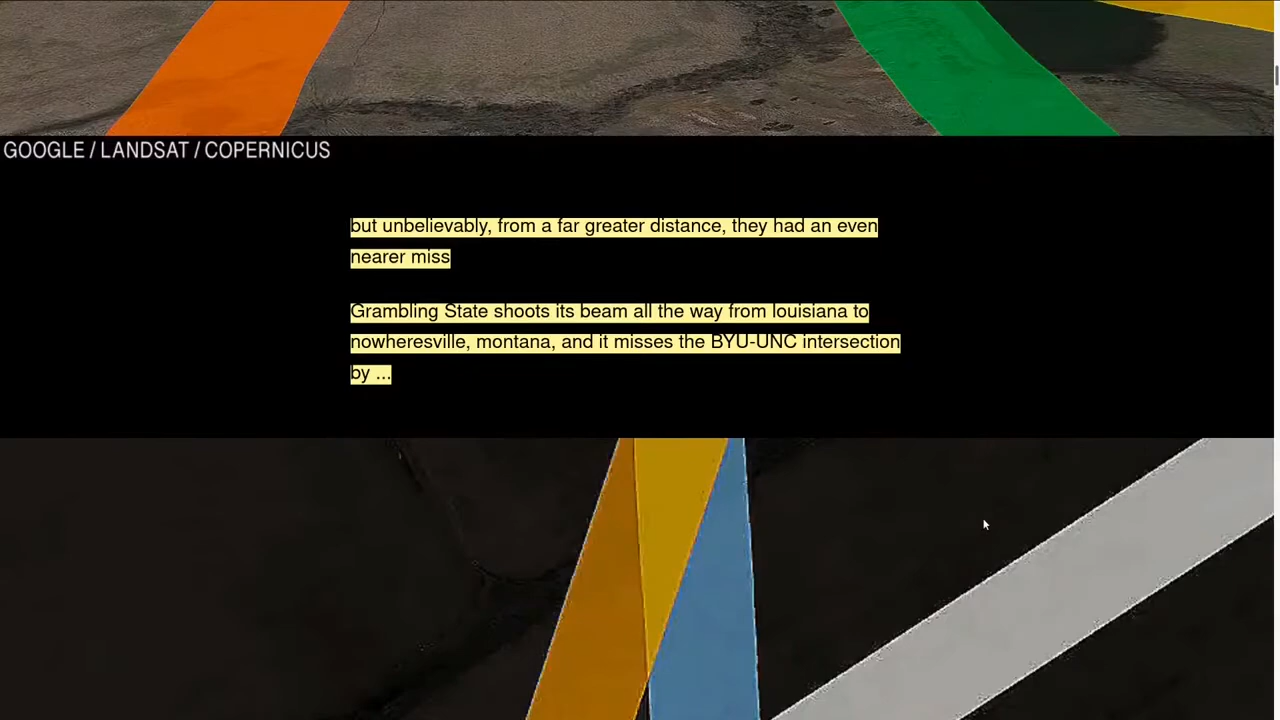 GOOGLE / LANDSAT / COPERNICUS
but unbelievably, from a far greater distance, they had an even
nearer miss
Grambling State shoots its beam all the way from louisiana to
nowheresville, montana, and it misses the BYU-UNC intersection
by ...